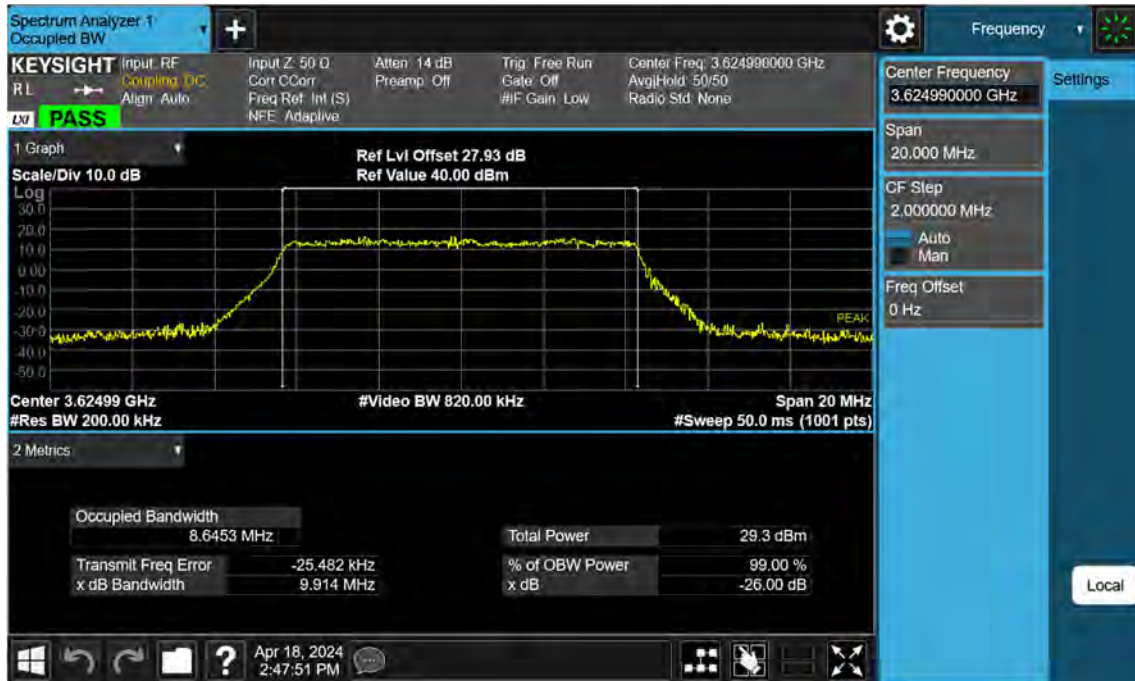 Spectrum Analyzer 1
Occupied BW
+
Frequency
KEYSIGHT
Input: RF
Coupling: DC
Align: Auto
Input Z: 50 Ω
Corr CCorr
Freq Ref: Int (S)
NFE: Adaptive
Atten: 14 dB
Preamp: Off
Trig: Free Run
Gate: Off
#IF Gain: Low
Center Freq: 3.624990000 GHz
Avg|Hold: 50/50
Radio Std: None
RL
LXI PASS
Center Frequency
3.624990000 GHz
Settings
Span
20.000 MHz
CF Step
2.000000 MHz
Auto
Man
Freq Offset
0 Hz
1 Graph
Scale/Div 10.0 dB
Ref Lvl Offset 27.93 dB
Ref Value 40.00 dBm
Log
30.0
20.0
10.0
0.00
-10.0
-20.0
-30.0
-40.0
-50.0
PEAK
Center 3.62499 GHz
#Video BW 820.00 kHz
Span 20 MHz
#Res BW 200.00 kHz
#Sweep 50.0 ms (1001 pts)
2 Metrics
Occupied Bandwidth
8.6453 MHz
Total Power 29.3 dBm
Transmit Freq Error -25.482 kHz
% of OBW Power 99.00 %
x dB Bandwidth 9.914 MHz
x dB -26.00 dB
Local
?
Apr 18, 2024
2:47:51 PM